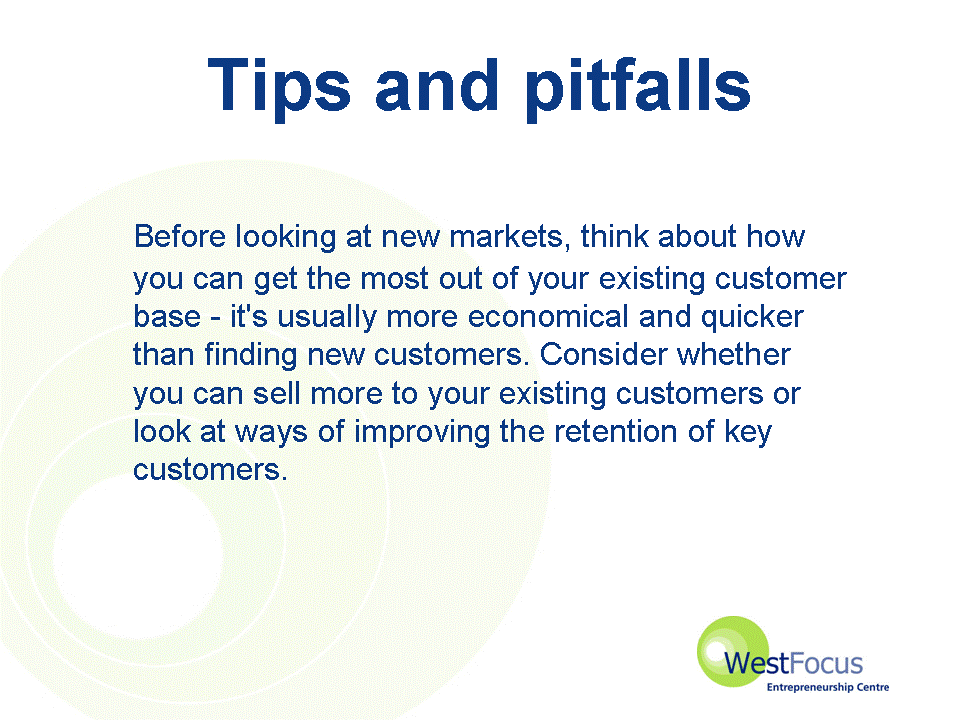 Tips and pitfalls
Before looking at new markets, think about how
you can get the most out of your existing customer
base - it's usually more economical and quicker
than finding new customers. Consider whether
you can sell more to your existing customers or
look at ways of improving the retention of key
customers.
WestFocus
Entrepreneurship Centre